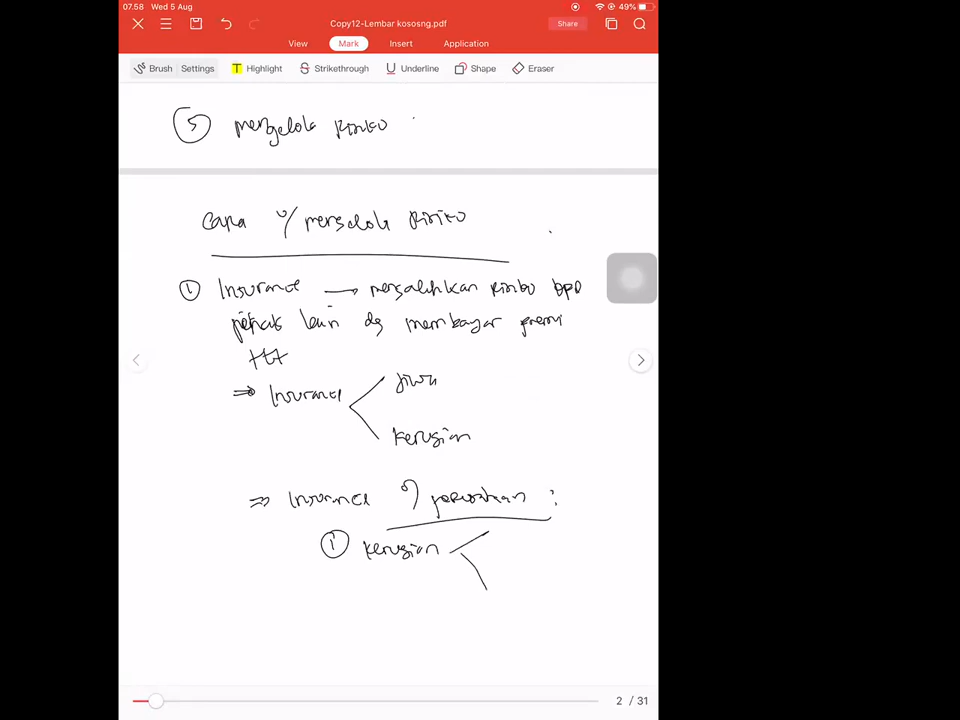 07.58 Wed 5 Aug
49%
Copy12-Lembar kososng.pdf
Share
View Mark Insert Application
Brush Settings T Highlight S Strikethrough U Underline Shape Eraser
5 mengelola Risiko
Cara u/ mengelola Risiko
1 Insurance → mengalihkan risiko kpd
pihak lain dg membayar premi
ttt
⇒ Insurance
jiwa
kerugian
⇒ Insurance u/ perusahaan :
1 kerugian
2 / 31